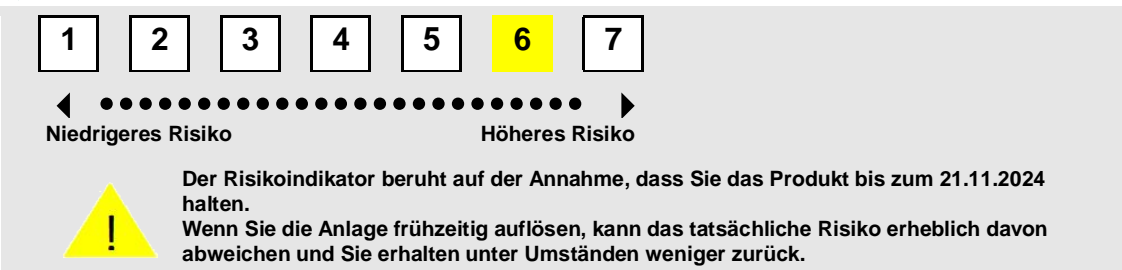 1 2 3 4 5 6 7
Niedrigeres Risiko Höheres Risiko
Der Risikoindikator beruht auf der Annahme, dass Sie das Produkt bis zum 21.11.2024
halten.
Wenn Sie die Anlage frühzeitig auflösen, kann das tatsächliche Risiko erheblich davon
abweichen und Sie erhalten unter Umständen weniger zurück.
!